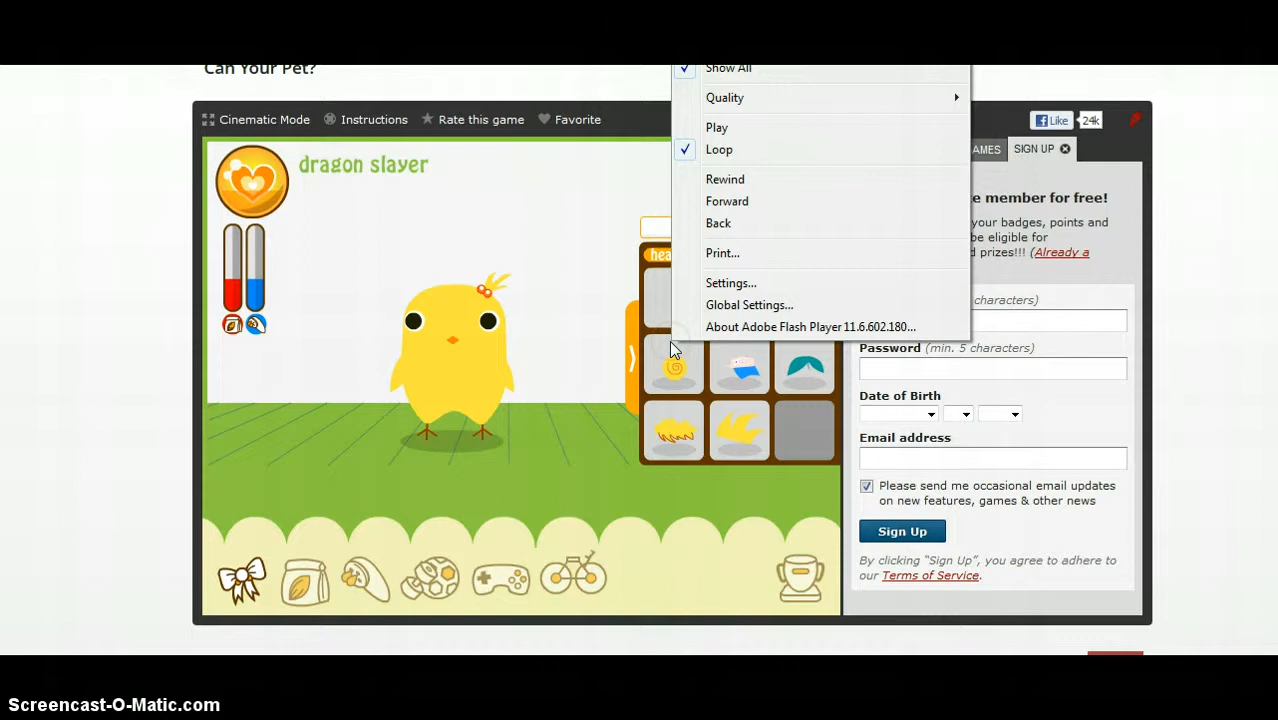 Can Your Pet?
Show All
Quality
Play
Loop
Rewind
Forward
Back
Print...
Settings...
Global Settings...
About Adobe Flash Player 11.6.602.180...
Cinematic Mode
Instructions
Rate this game
Favorite
Like
24k
AMES
SIGN UP
dragon slayer
hea
e member for free!
your badges, points and
be eligible for
d prizes!!! (Already a
characters)
Password (min. 5 characters)
Date of Birth
Email address
Please send me occasional email updates
on new features, games & other news
Sign Up
By clicking “Sign Up”, you agree to adhere to
our Terms of Service.
Screencast-O-Matic.com